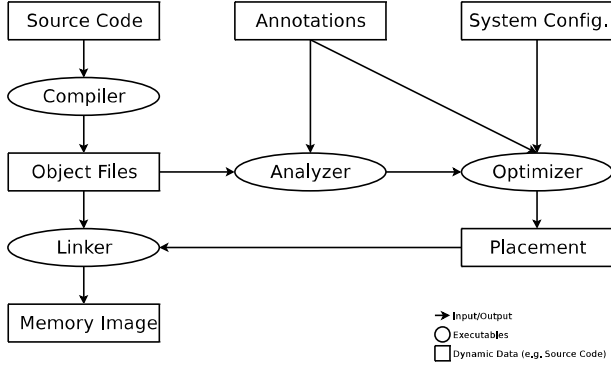 Source Code
Annotations
System Config.
Compiler
Object Files
Analyzer
Optimizer
Linker
Placement
Memory Image
Input/Output
Executables
Dynamic Data (e.g. Source Code)